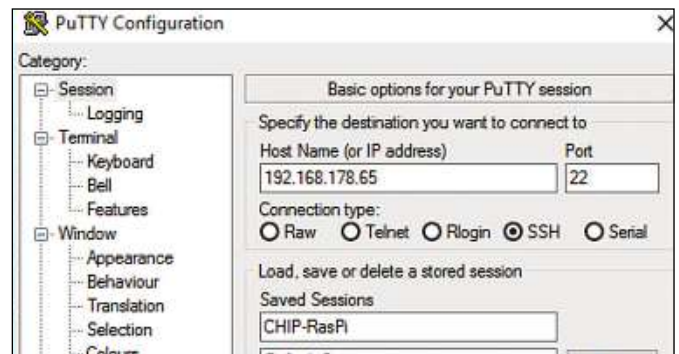 PuTTY Configuration
Category:
Session
Logging
Terminal
Keyboard
Bell
Features
Window
Appearance
Behaviour
Translation
Selection
Colours
Basic options for your PuTTY session
Specify the destination you want to connect to
Host Name (or IP address) Port
192.168.178.65 22
Connection type:
Raw Telnet Rlogin SSH Serial
Load, save or delete a stored session
Saved Sessions
CHIP-RasPi